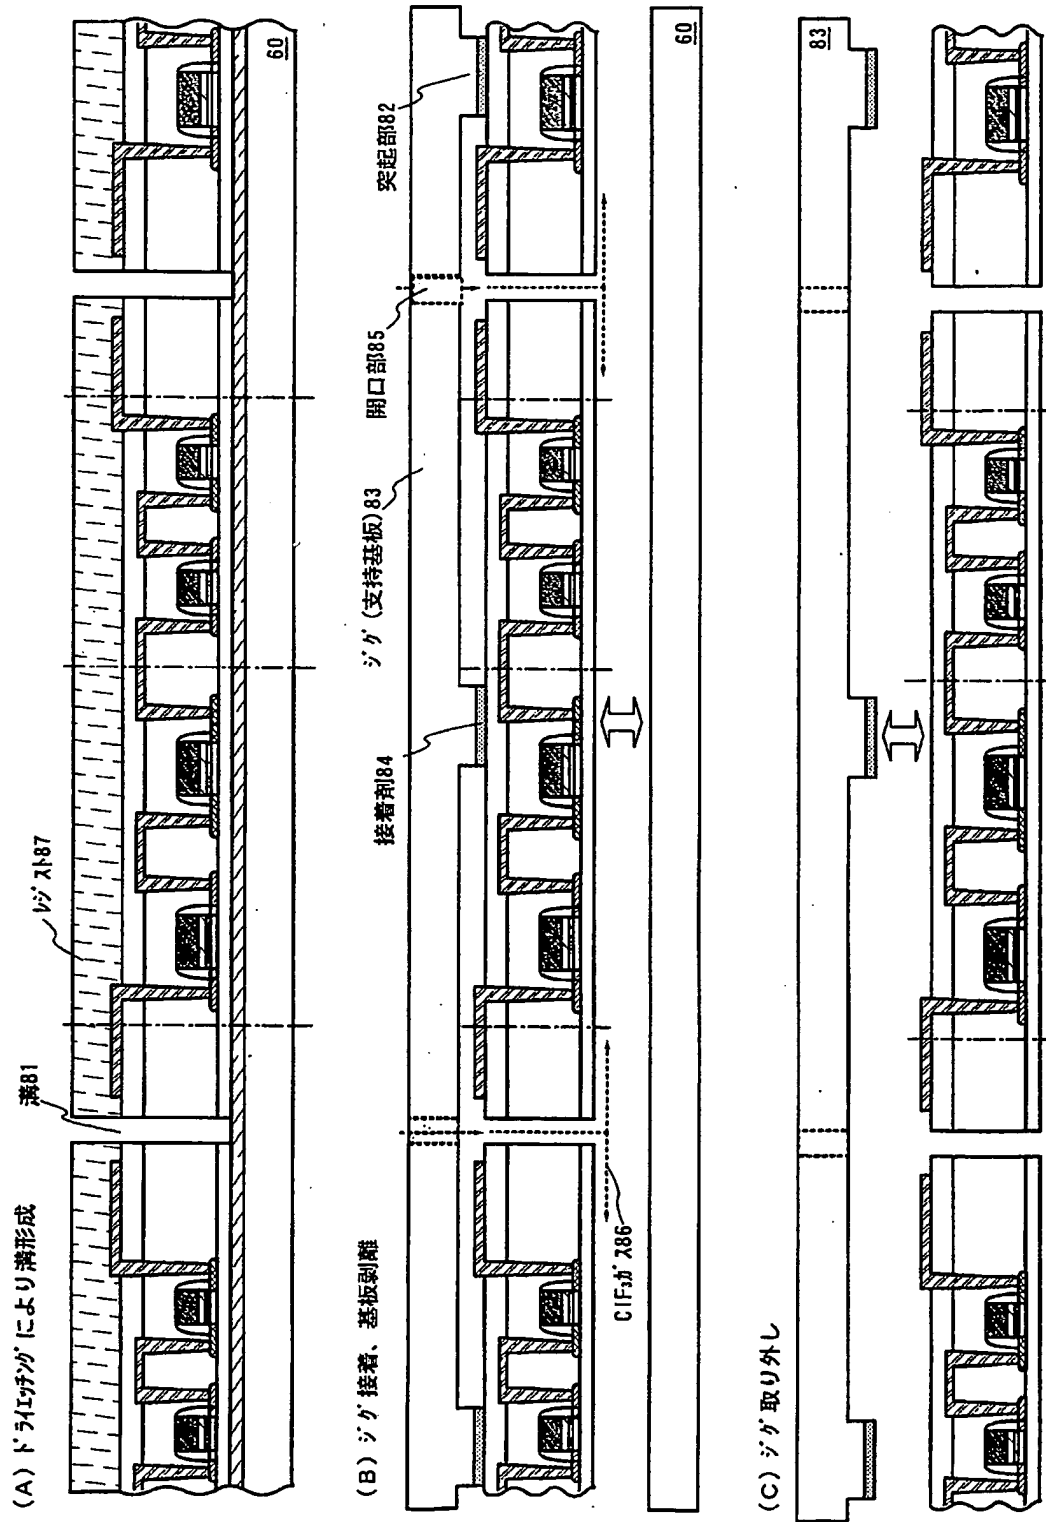 (A) ﾄﾞﾗｲｴｯﾁﾝｸﾞにより溝形成
溝81
ﾚｼﾞｽﾄ87
60
(B) ジグ接着、基板剥離
接着剤84
ジグ(支持基板)83
開口部85
突起部82
ClF₃ｶﾞｽ86
60
(C) ジグ取り外し
83